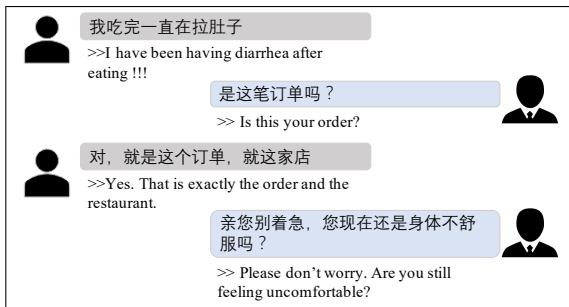 我吃完一直在拉肚子
>>I have been having diarrhea after
eating !!!
是这笔订单吗？
>> Is this your order?
对，就是这个订单，就这家店
>>Yes. That is exactly the order and the
restaurant.
亲您别着急，您现在还是身体不舒
服吗？
>> Please don’t worry. Are you still
feeling uncomfortable?